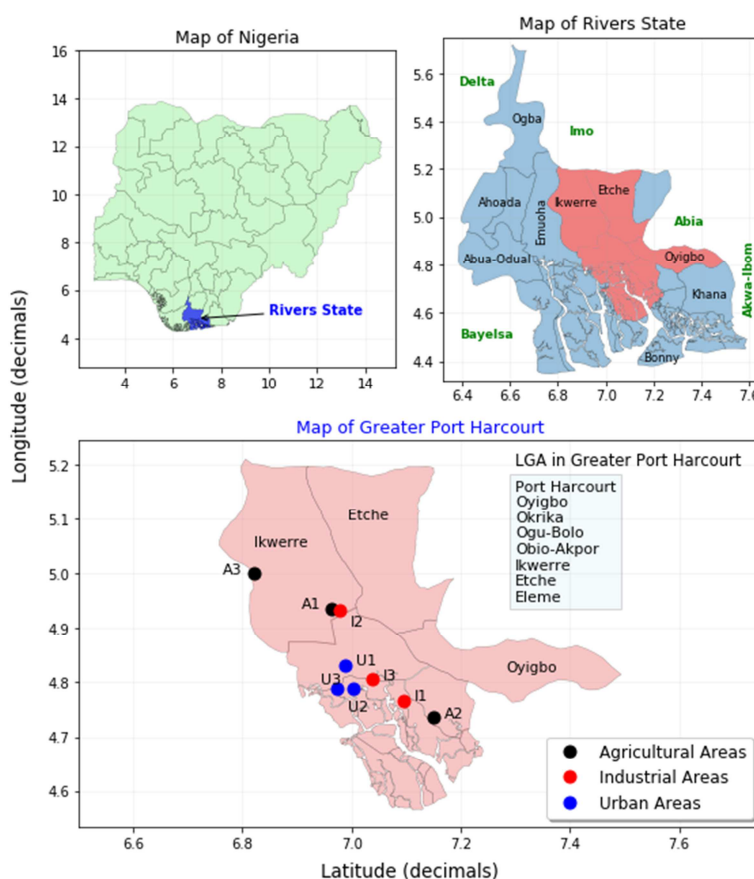 Map of Nigeria
16
14
12
10
8
6
4
Rivers State
4
6
8
10
12
14
Map of Rivers State
5.6
5.4
5.2
5.0
4.8
4.6
4.4
Delta
Ogba
Imo
Etche
Ahoada
Ikwerre
Emuoha
Abia
Abua-Odual
Oyigbo
Akwa-Ibom
Khana
Bayelsa
Bonny
6.4
6.6
6.8
7.0
7.2
7.4
7.6
Longitude (decimals)
Map of Greater Port Harcourt
5.2
5.1
5.0
4.9
4.8
4.7
4.6
LGA in Greater Port Harcourt
Port Harcourt
Oyigbo
Okrika
Ogu-Bolo
Obio-Akpor
Ikwerre
Etche
Eleme
Etche
Ikwerre
A3
A1
I2
U1
Oyigbo
U3
I3
U2
I1
A2
Agricultural Areas
Industrial Areas
Urban Areas
6.6
6.8
7.0
7.2
7.4
7.6
Latitude (decimals)